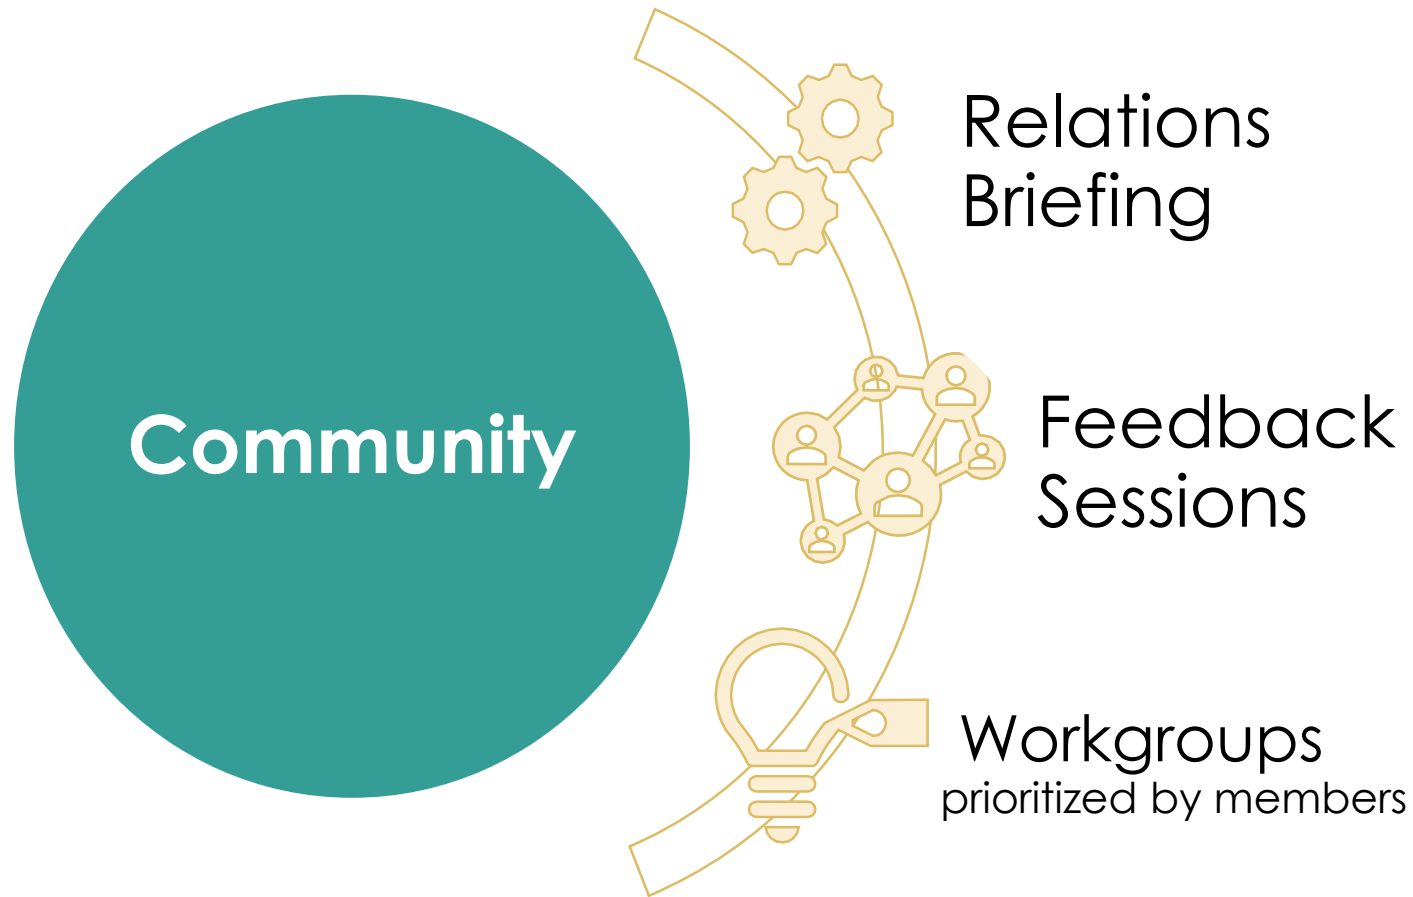 Community
Relations
Briefing
Feedback
Sessions
Workgroups
prioritized by members